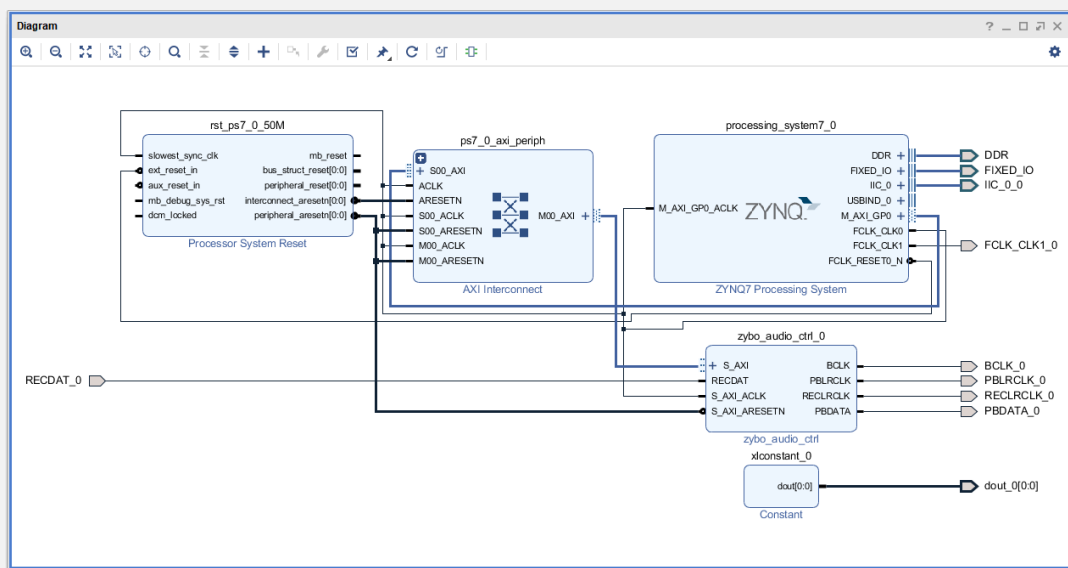 Diagram
rst_ps7_0_50M
slowest_sync_clk
ext_reset_in
aux_reset_in
mb_debug_sys_rst
dcm_locked
mb_reset
bus_struct_reset[0:0]
peripheral_reset[0:0]
interconnect_aresetn[0:0]
peripheral_aresetn[0:0]
Processor System Reset
ps7_0_axi_periph
S00_AXI
ACLK
ARESETN
S00_ACLK
S00_ARESETN
M00_ACLK
M00_ARESETN
M00_AXI
AXI Interconnect
processing_system7_0
M_AXI_GP0_ACLK
ZYNQ
DDR
FIXED_IO
IIC_0
USBIND_0
M_AXI_GP0
FCLK_CLK0
FCLK_CLK1
FCLK_RESET0_N
ZYNQ7 Processing System
DDR
FIXED_IO
IIC_0_0
FCLK_CLK1_0
RECDAT_0
zybo_audio_ctrl_0
S_AXI
RECDAT
S_AXI_ACLK
S_AXI_ARESETN
BCLK
PBLRCLK
RECLRCLK
PBDATA
zybo_audio_ctrl
BCLK_0
PBLRCLK_0
RECLRCLK_0
PBDATA_0
xlconstant_0
dout[0:0]
Constant
dout_0[0:0]